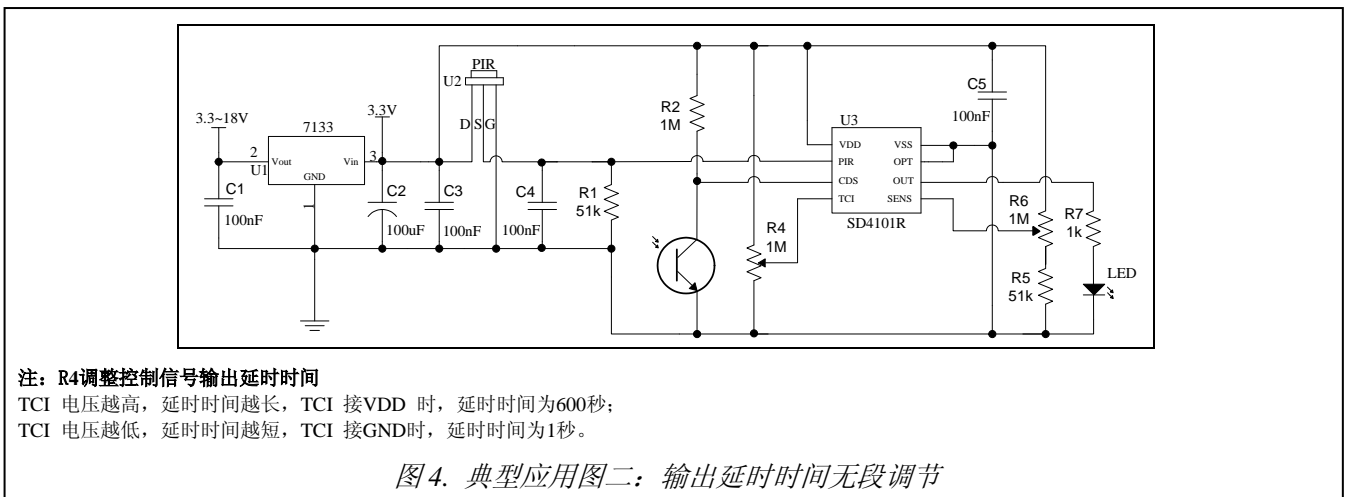 PIR
U2
D S G
3.3~18V
7133
3.3V
2
Vout
Vin
3
U1
GND
1
C1
100nF
C2
100uF
C3
100nF
C4
100nF
R1
51k
R2
1M
R4
1M
C5
100nF
U3
VDD
VSS
PIR
OPT
CDS
OUT
TCI
SENS
SD4101R
R6
1M
R7
1k
R5
51k
LED
注：R4调整控制信号输出延时时间
TCI 电压越高，延时时间越长，TCI 接VDD 时，延时时间为600秒；
TCI 电压越低，延时时间越短，TCI 接GND时，延时时间为1秒。
图 4. 典型应用图二：输出延时时间无段调节